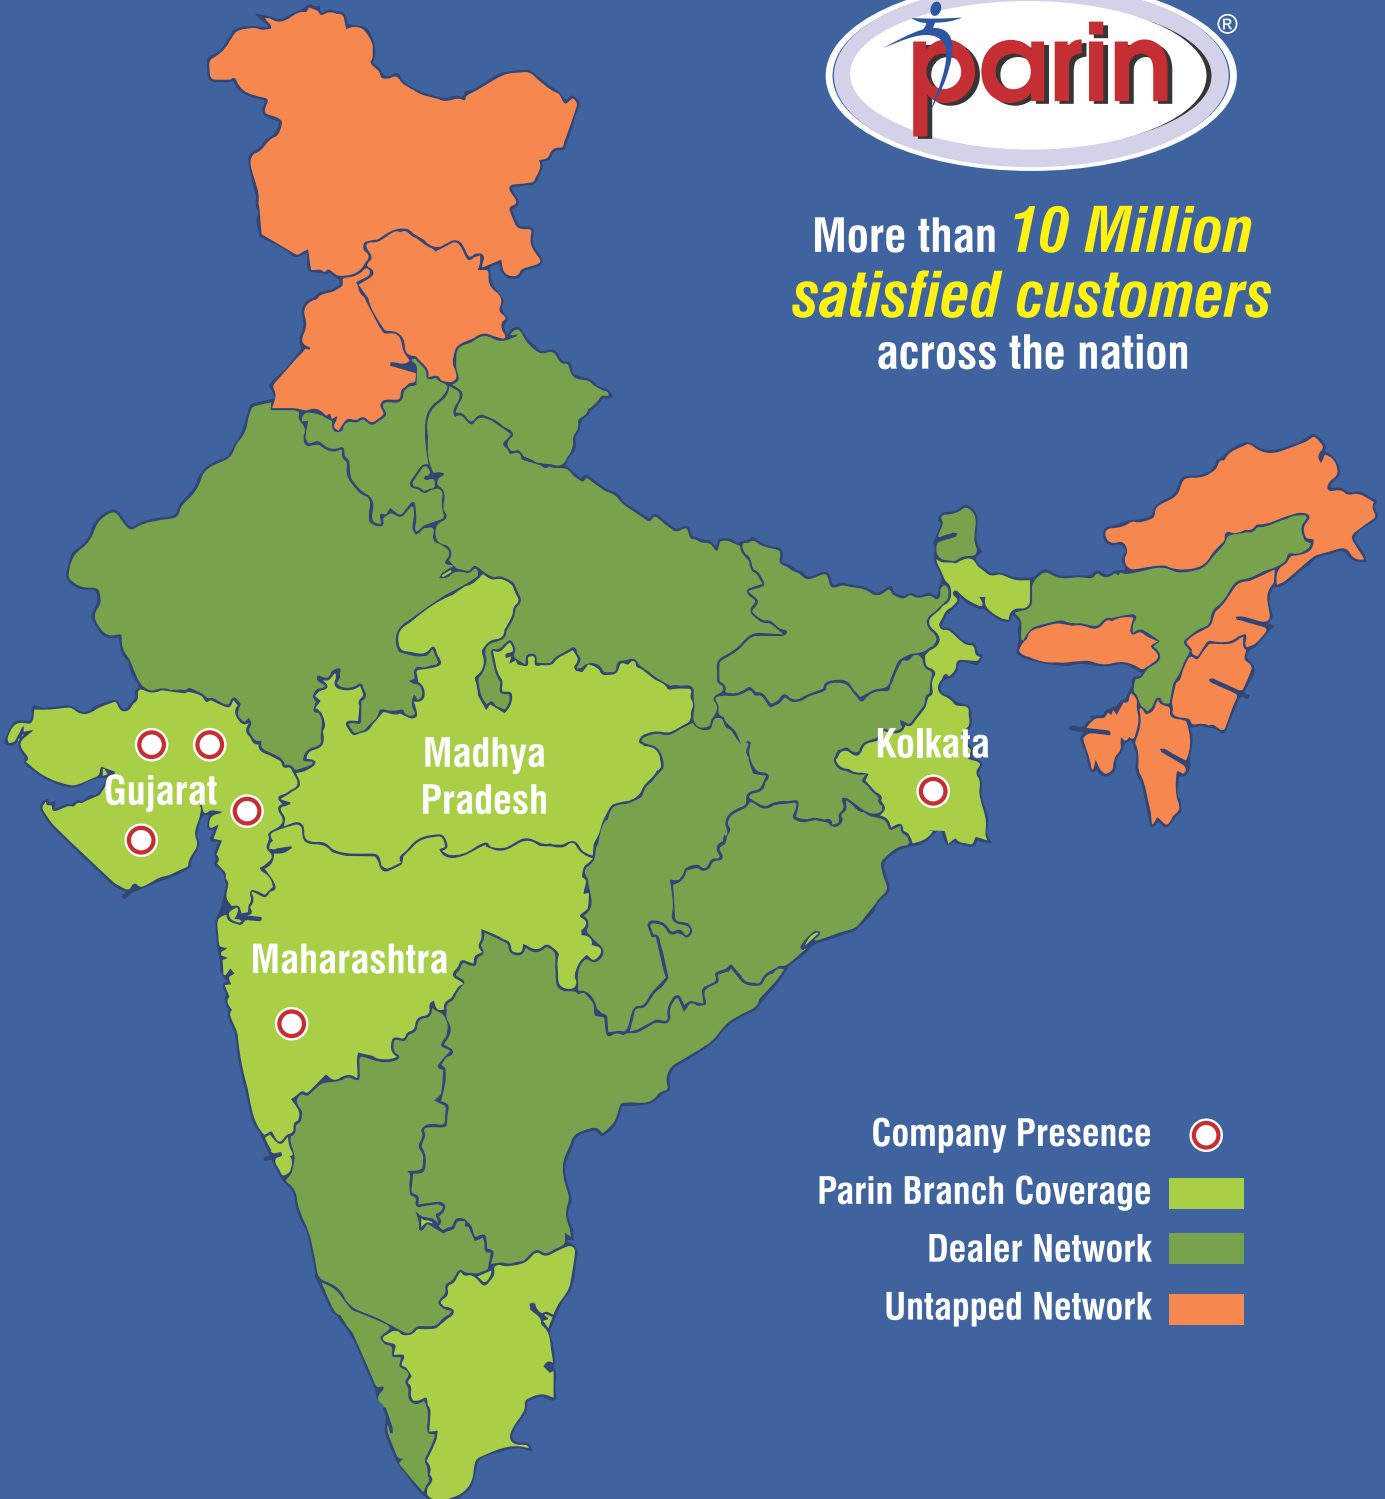 parin®
More than 10 Million
satisfied customers
across the nation
Kolkata
Madhya
Pradesh
Gujarat
Maharashtra
Company Presence
Parin Branch Coverage
Dealer Network
Untapped Network